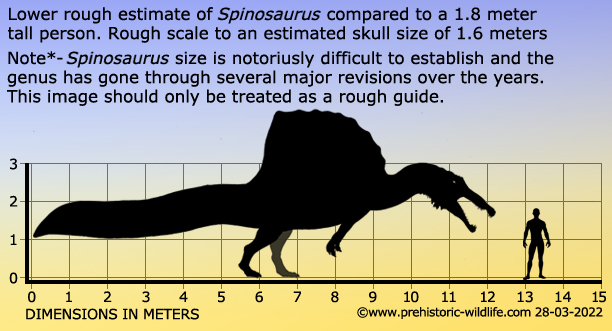 Lower rough estimate of Spinosaurus compared to a 1.8 meter
tall person. Rough scale to an estimated skull size of 1.6 meters
Note*- Spinosaurus size is notoriusly difficult to establish and the
genus has gone through several major revisions over the years.
This image should only be treated as a rough guide.
3
2
1
0
0 1 2 3 4 5 6 7 8 9 10 11 12 13 14 15
DIMENSIONS IN METERS ©www.prehistoric-wildlife.com 28-03-2022